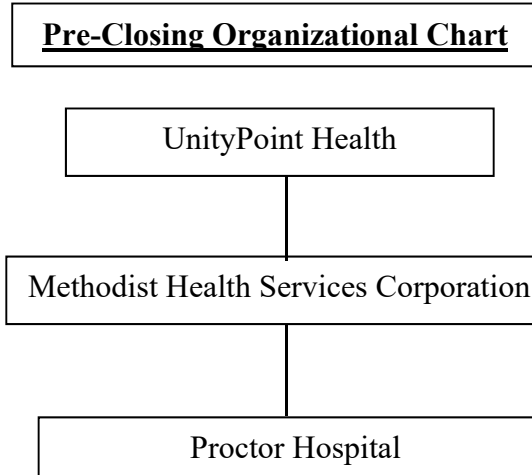 Pre-Closing Organizational Chart
UnityPoint Health
Methodist Health Services Corporation
Proctor Hospital